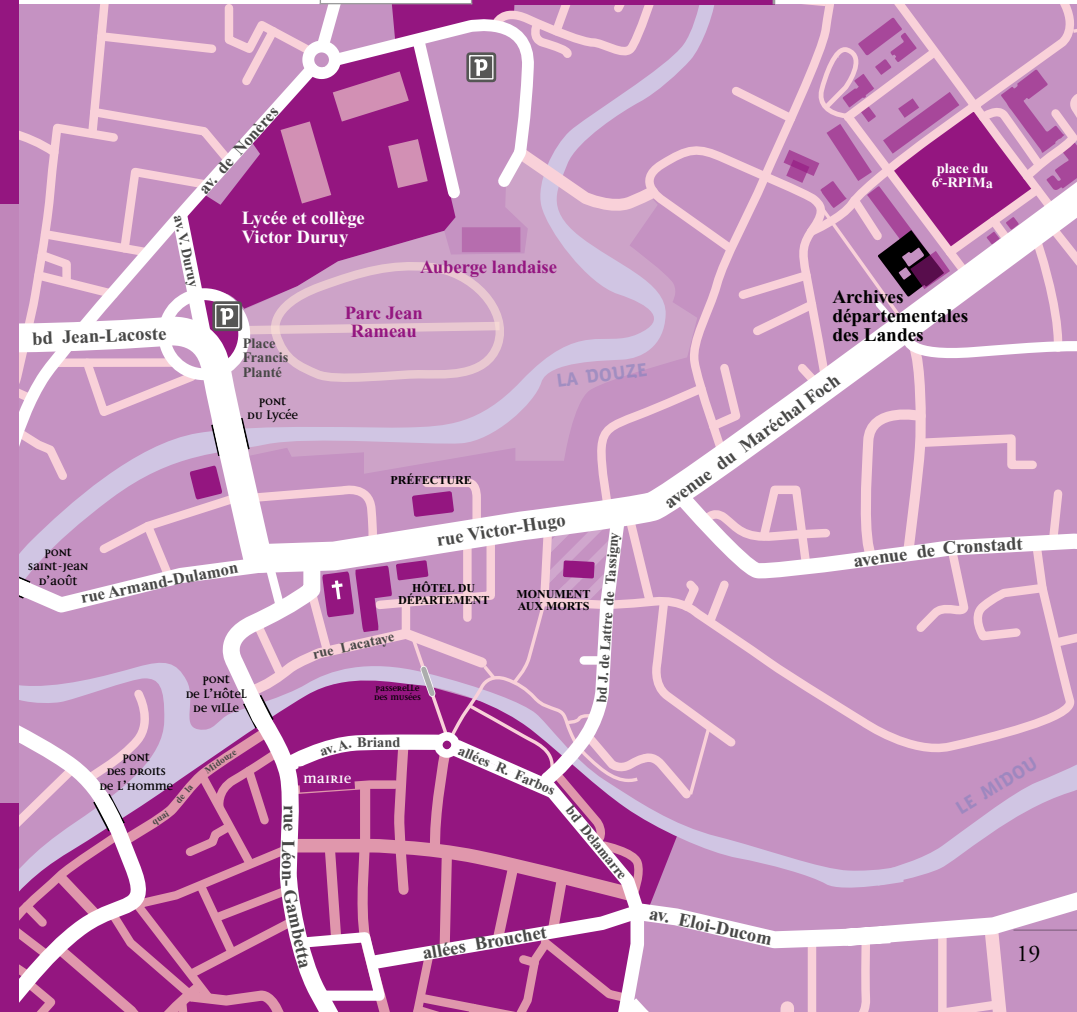 P
place du
6e-RPIMa
av. de Nonères
Lycée et collège
Victor Duruy
av. V. Duruy
Auberge landaise
Archives
départementales
des Landes
P
Parc Jean
Rameau
bd Jean-Lacoste
Place
Francis
Planté
LA DOUZE
PONT
DU Lycée
avenue du Maréchal Foch
PRÉFECTURE
rue Victor-Hugo
avenue de Cronstadt
PONT
SAINT-JEAN
D'AOÛT
rue Armand-Dulamon
HÔTEL DU
DÉPARTEMENT
MONUMENT
AUX MORTS
bd J. de Lattre de Tassigny
rue Lacataye
PONT
DE L'HÔTEL
DE VILLE
PASSERELLE
DES MUSÉES
av. A. Briand
allées R. Farbos
PONT
DES DROITS
DE L'HOMME
quai de la Midouze
MAIRIE
LE MIDOU
rue Léon-Gambetta
bd Delamarre
allées Brouchet
av. Eloi-Ducom
19